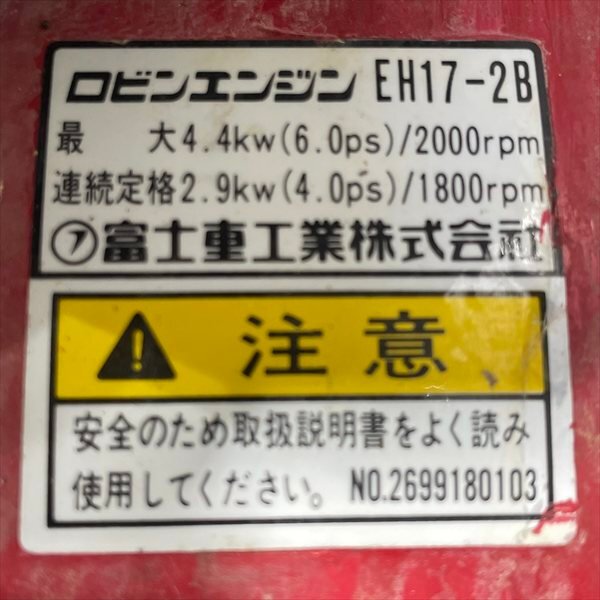 ロビンエンジン EH17-2B
最 大4.4kw(6.0ps)/2000rpm
連続定格2.9kw(4.0ps)/1800rpm
富士重工業株式会社
注意
安全のため取扱説明書をよく読み
使用してください。 NO.2699180103